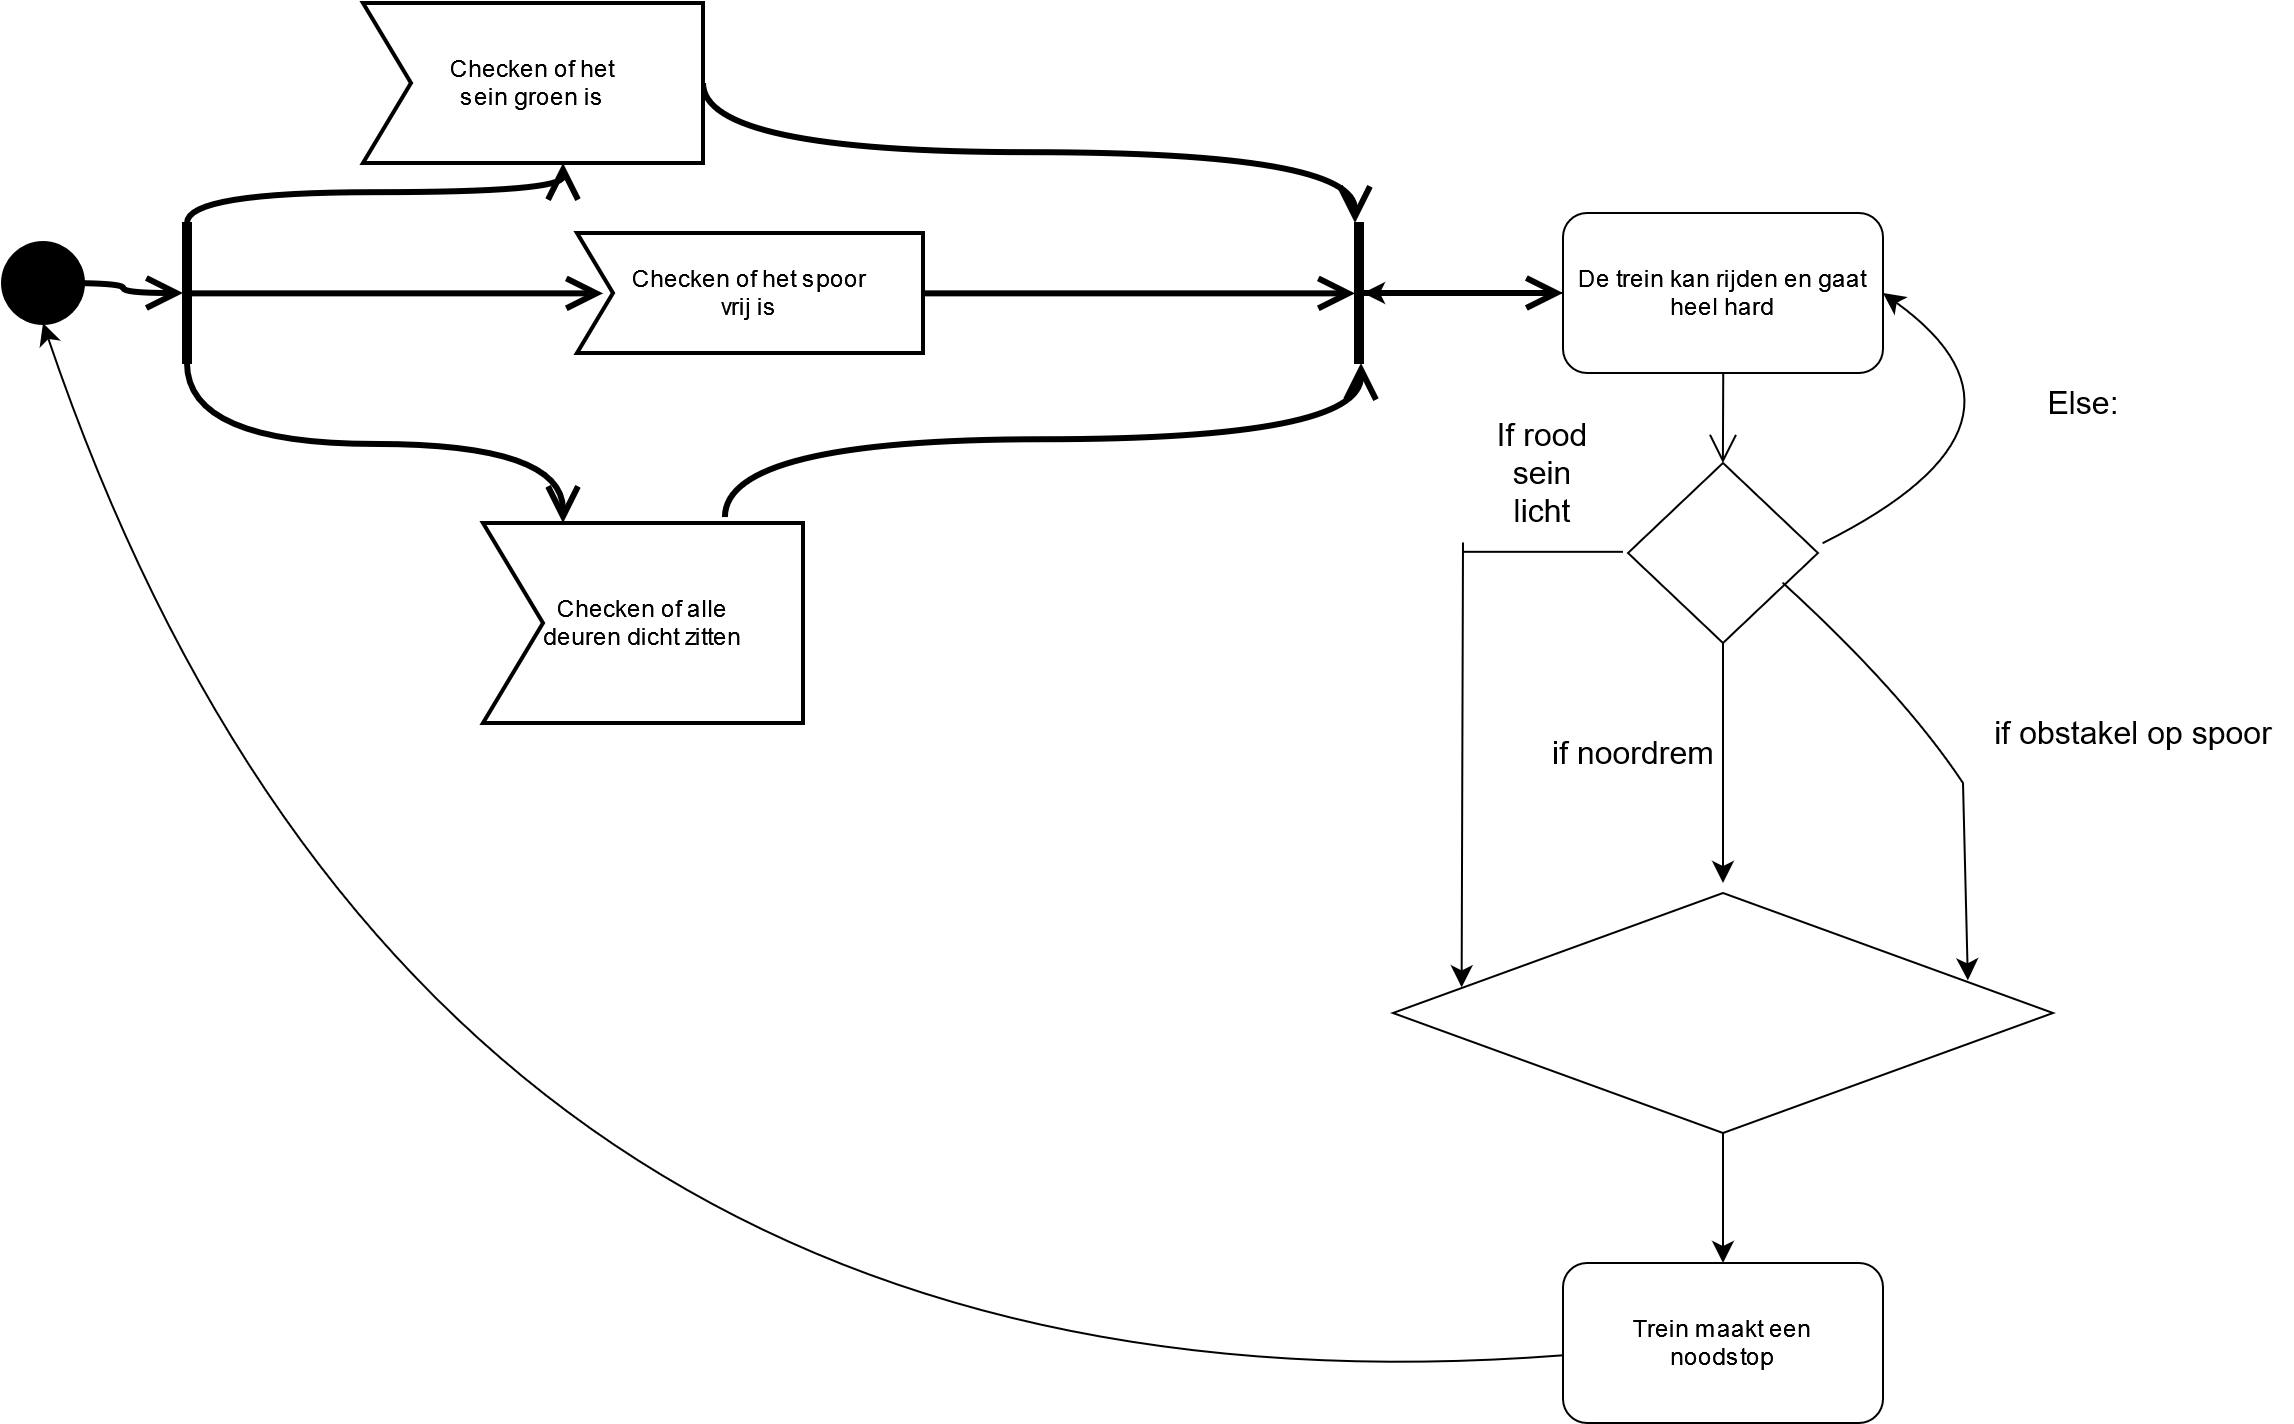 Checken of het
sein groen is
Checken of het spoor
vrij is
De trein kan rijden en gaat
heel hard
Else:
If rood
sein
licht
Checken of alle
deuren dicht zitten
if noordrem
if obstakel op spoor
Trein maakt een
noodstop